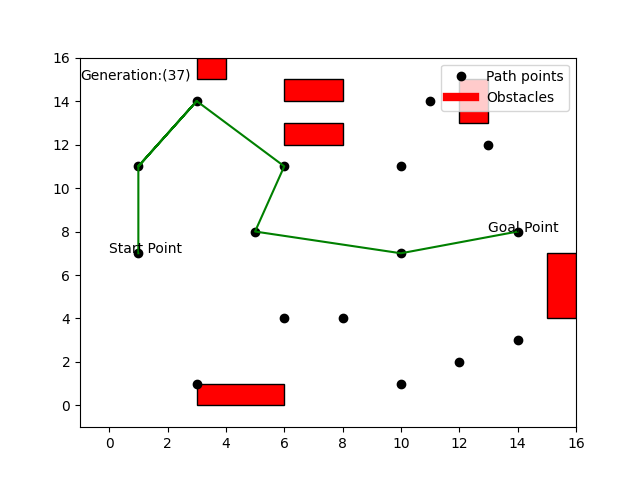 Generation:(37)
Path points
Obstacles
Start Point
Goal Point
16
14
12
10
8
6
4
2
0
0 2 4 6 8 10 12 14 16